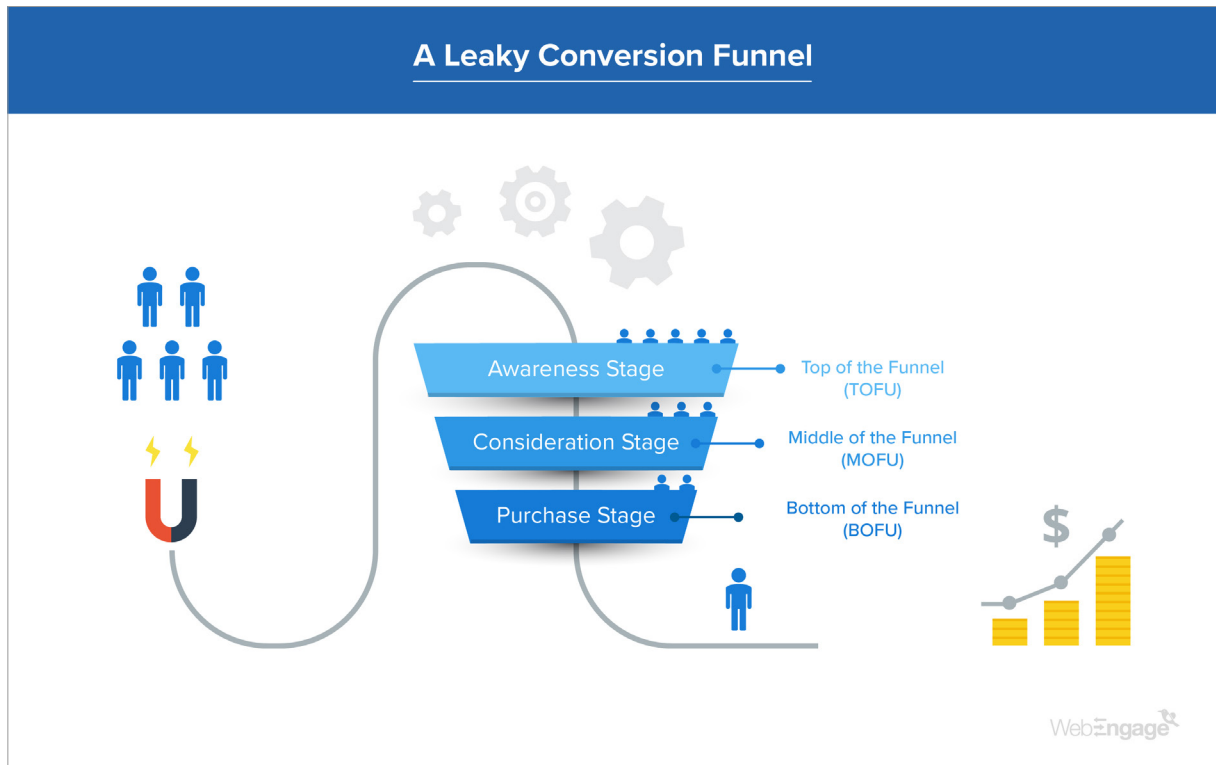 A Leaky Conversion Funnel
Awareness Stage
Top of the Funnel
(TOFU)
Consideration Stage
Middle of the Funnel
(MOFU)
Purchase Stage
Bottom of the Funnel
(BOFU)
$
WebEngage